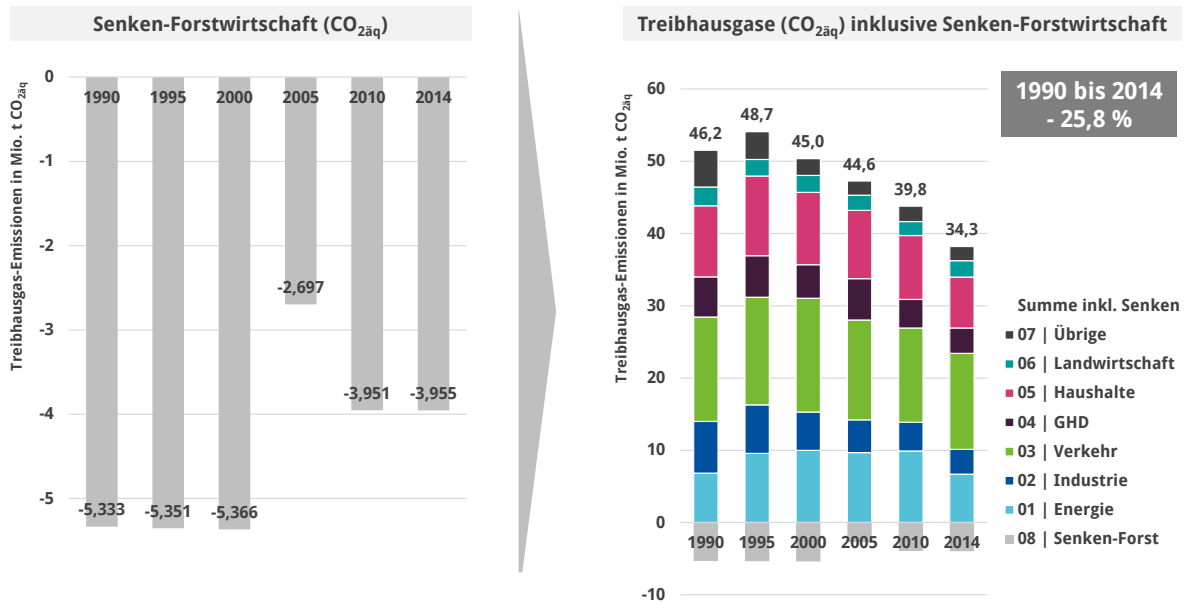 Senken-Forstwirtschaft (CO2äq)
Treibhausgas-Emissionen in Mio. t CO2äq
0
-1
-2
-3
-4
-5
1990 1995 2000 2005 2010 2014
-2,697
-3,951 -3,955
-5,333 -5,351 -5,366
Treibhausgase (CO2äq) inklusive Senken-Forstwirtschaft
1990 bis 2014
- 25,8 %
Treibhausgas-Emissionen in Mio. t CO2äq
60
50
40
30
20
10
0
-10
46,2 48,7 45,0 44,6 39,8 34,3
1990 1995 2000 2005 2010 2014
Summe inkl. Senken
07 | Übrige
06 | Landwirtschaft
05 | Haushalte
04 | GHD
03 | Verkehr
02 | Industrie
01 | Energie
08 | Senken-Forst